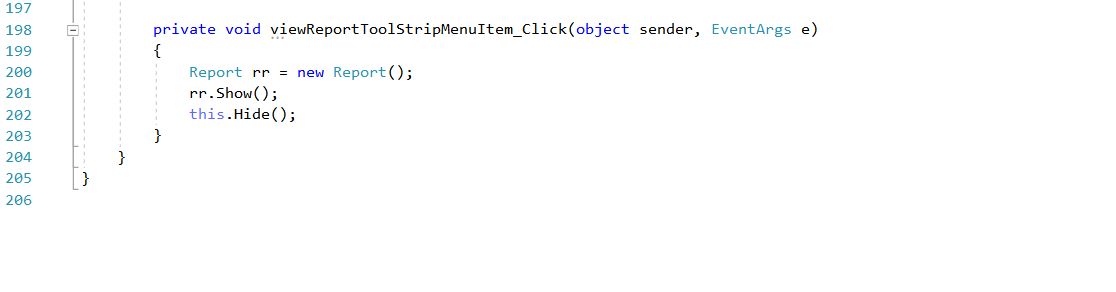 197
198 private void viewReportToolStripMenuItem_Click(object sender, EventArgs e)
199 {
200 Report rr = new Report();
201 rr.Show();
202 this.Hide();
203 }
204 }
205 }
206